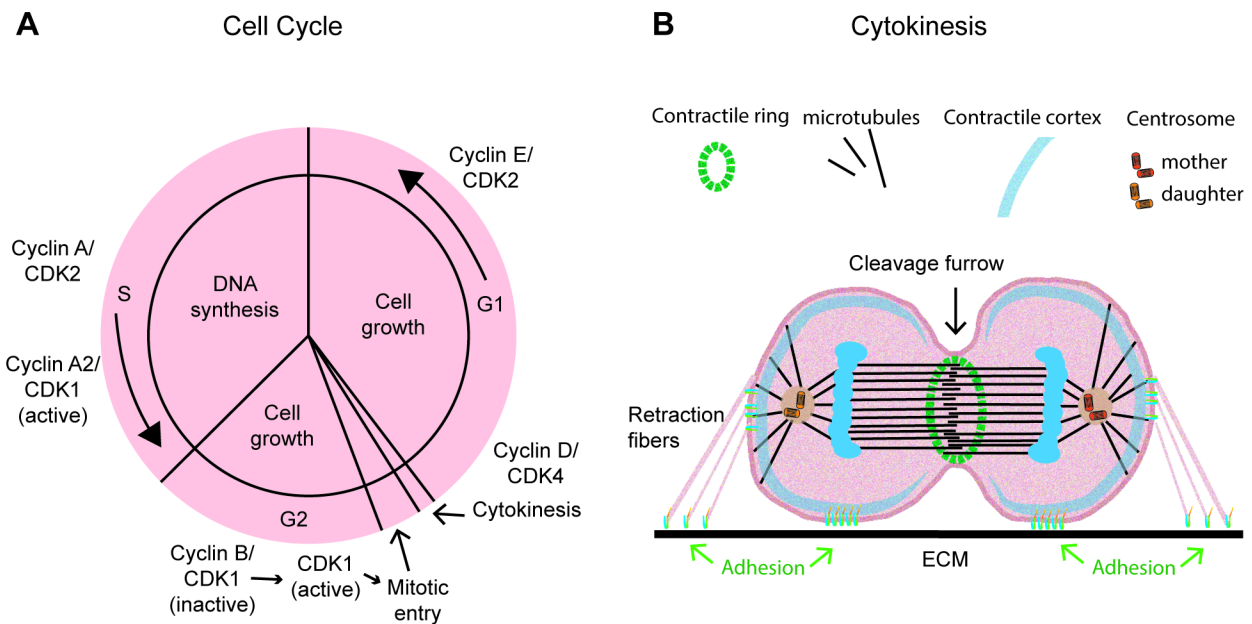 A
Cell Cycle
Cyclin E/
CDK2
Cyclin A/
CDK2
S
DNA
synthesis
Cell
growth
G1
Cyclin A2/
CDK1
(active)
Cell
growth
G2
Cyclin D/
CDK4
Cytokinesis
Cyclin B/
CDK1
(inactive)
CDK1
(active)
Mitotic
entry
B
Cytokinesis
Contractile ring
microtubules
Contractile cortex
Centrosome
mother
daughter
Cleavage furrow
Retraction
fibers
Adhesion
ECM
Adhesion